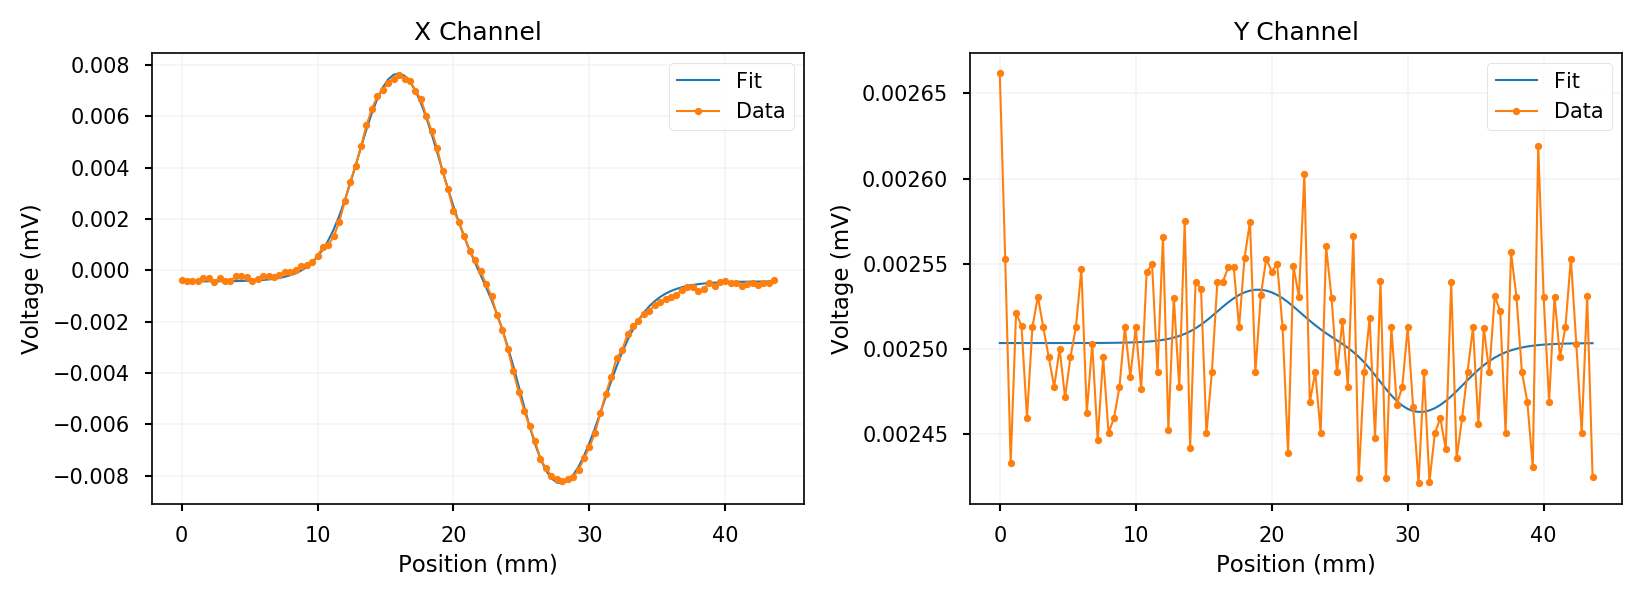 X Channel
Voltage (mV)
0.008
0.006
0.004
0.002
0.000
−0.002
−0.004
−0.006
−0.008
Fit
Data
0
10
20
30
40
Position (mm)
Y Channel
Voltage (mV)
0.00265
0.00260
0.00255
0.00250
0.00245
Fit
Data
0
10
20
30
40
Position (mm)